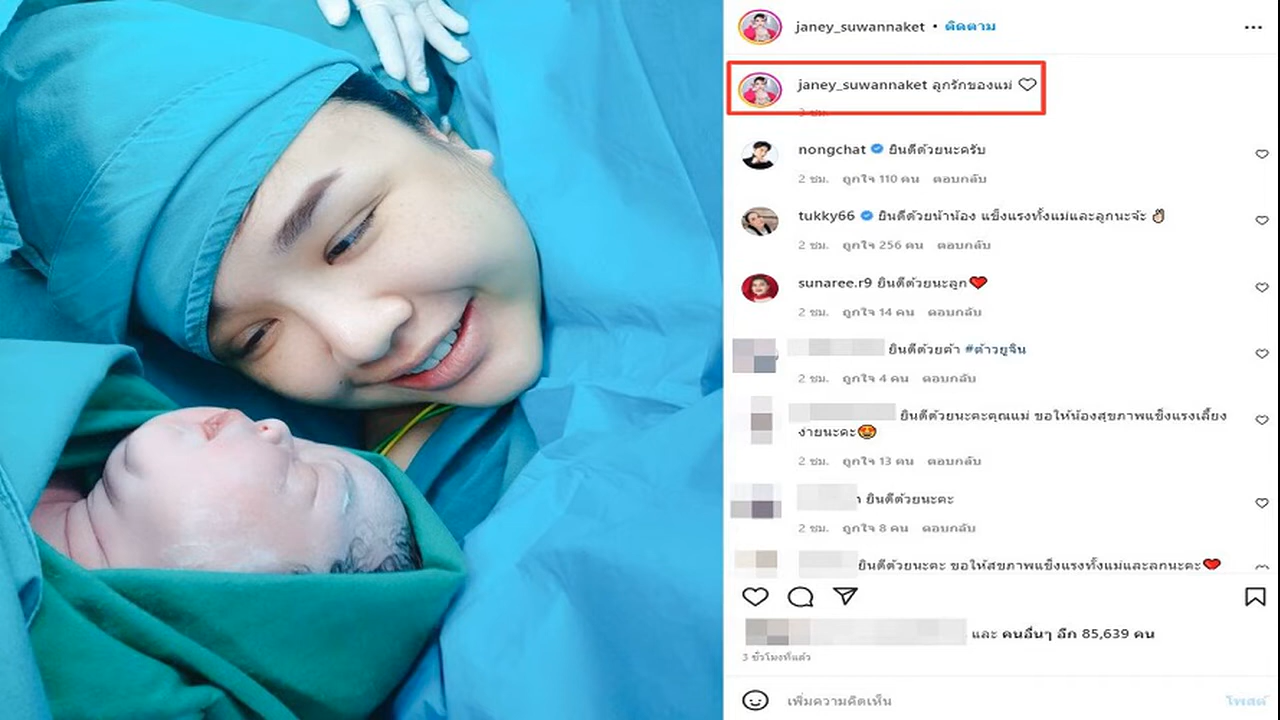 janey_suwannaket • ติดตาม
janey_suwannaket ลูกรักของแม่
3 ชม.
nongchat ยินดีด้วยนะครับ
2 ชม. ถูกใจ 110 คน ตอบกลับ
tukky66 ยินดีด้วยน้าน้อง แข็งแรงทั้งแม่และลูกนะจ้ะ ✌🏻
2 ชม. ถูกใจ 256 คน ตอบกลับ
sunaree.r9 ยินดีด้วยนะลูก❤️
2 ชม. ถูกใจ 14 คน ตอบกลับ
ยินดีด้วยค้า #ต้าวยูจิน
2 ชม. ถูกใจ 4 คน ตอบกลับ
ยินดีด้วยนะคะคุณแม่ ขอให้น้องสุขภาพแข็งแรงเลี้ยง
ง่ายนะคะ😍
2 ชม. ถูกใจ 13 คน ตอบกลับ
ยินดีด้วยนะคะ
2 ชม. ถูกใจ 8 คน ตอบกลับ
ยินดีด้วยนะคะ ขอให้สุขภาพแข็งแรงทั้งแม่และลูกนะคะ❤️
และ คนอื่นๆ อีก 85,639 คน
3 ชั่วโมงที่แล้ว
เพิ่มความคิดเห็น
โพสต์